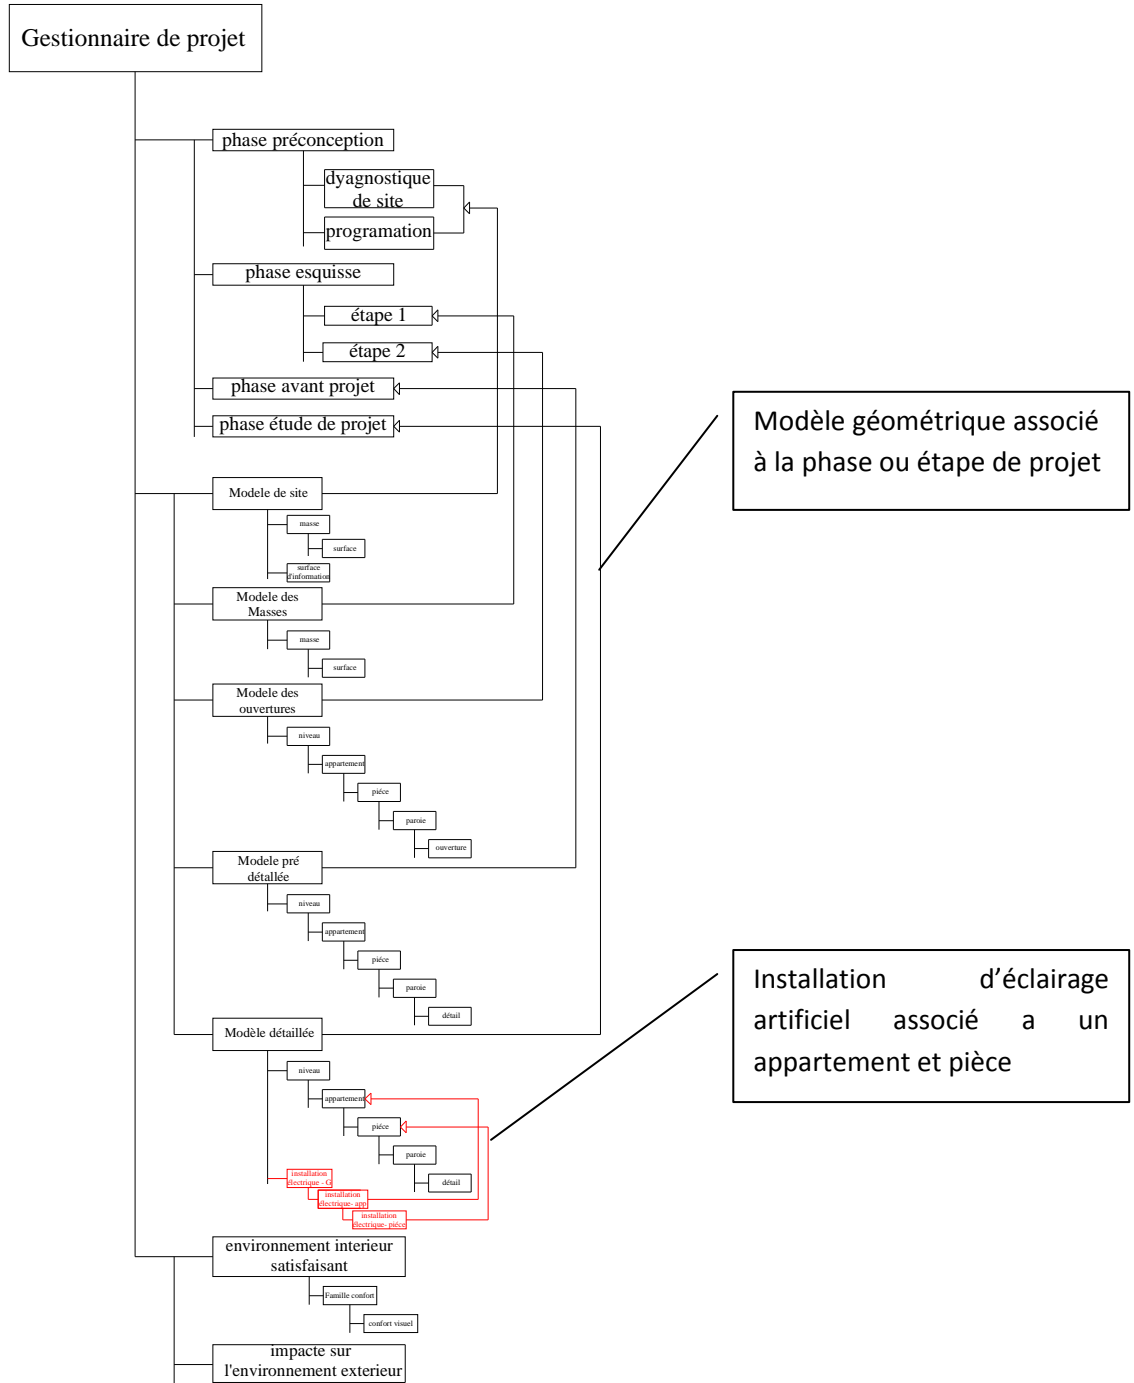 Gestionnaire de projet
phase préconception
dyagnostique
de site
programation
phase esquisse
étape 1
étape 2
phase avant projet
phase étude de projet
Modele de site
masse
surface
surface
d'information
Modele des
Masses
masse
surface
Modele des
ouvertures
niveau
appartement
piéce
paroie
ouverture
Modele pré
détallée
niveau
appartement
piéce
paroie
détail
Modèle détaillée
niveau
appartement
piéce
paroie
détail
installation
électrique - G
installation
électrique- app
installation
électrique- piéce
environnement interieur
satisfaisant
Famille confort
confort visuel
impacte sur
l'environnement exterieur
Modèle géométrique associé
à la phase ou étape de projet
Installation d'éclairage
artificiel associé a un
appartement et pièce